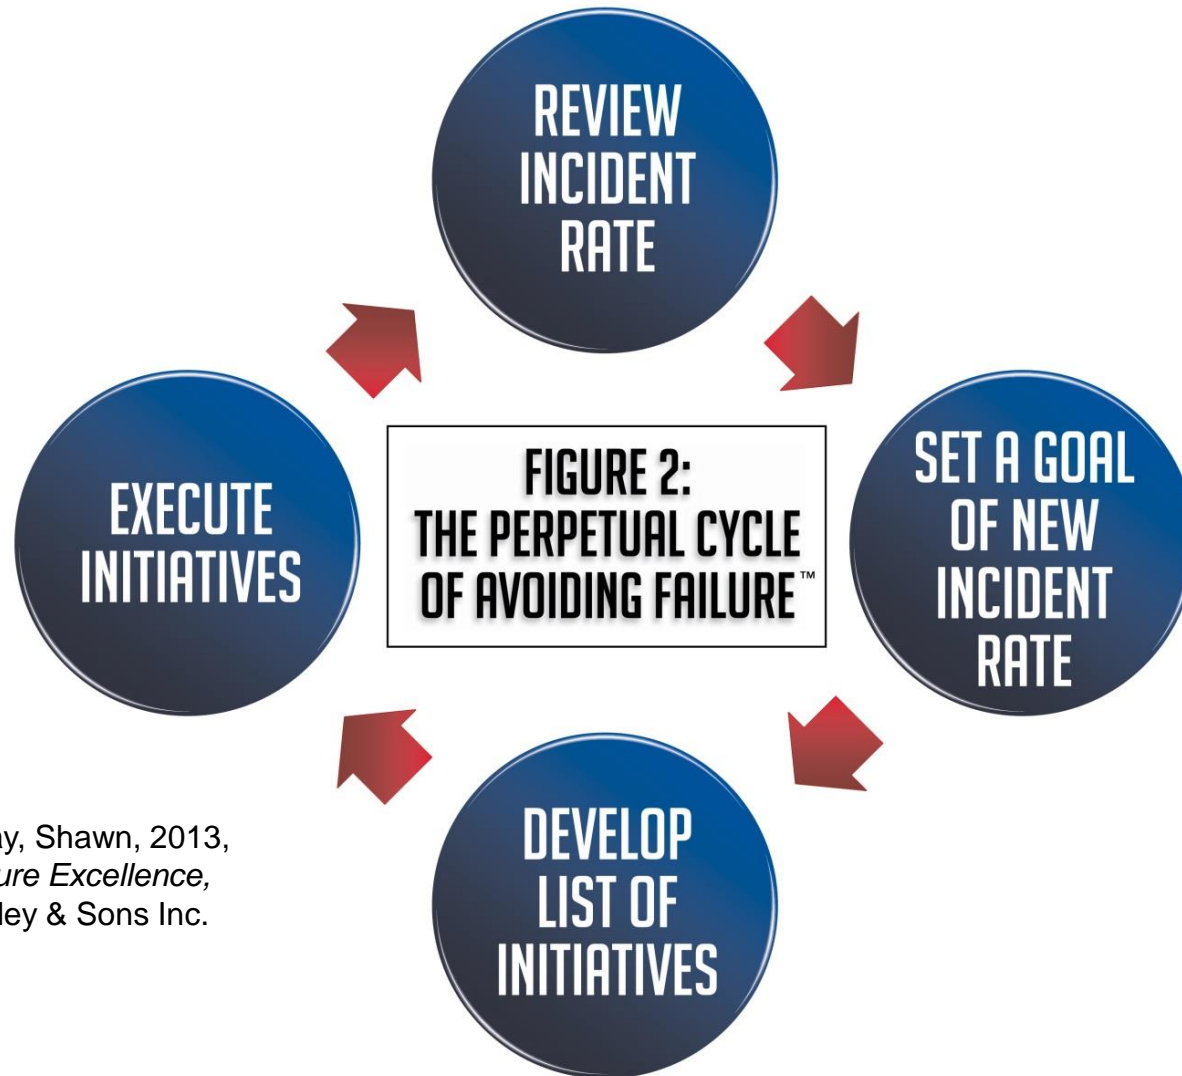 REVIEW
INCIDENT
RATE
SET A GOAL
OF NEW
INCIDENT
RATE
FIGURE 2:
THE PERPETUAL CYCLE
OF AVOIDING FAILURE™
EXECUTE
INITIATIVES
DEVELOP
LIST OF
INITIATIVES
Shawn, 2013,
Excellence,
& Sons Inc.